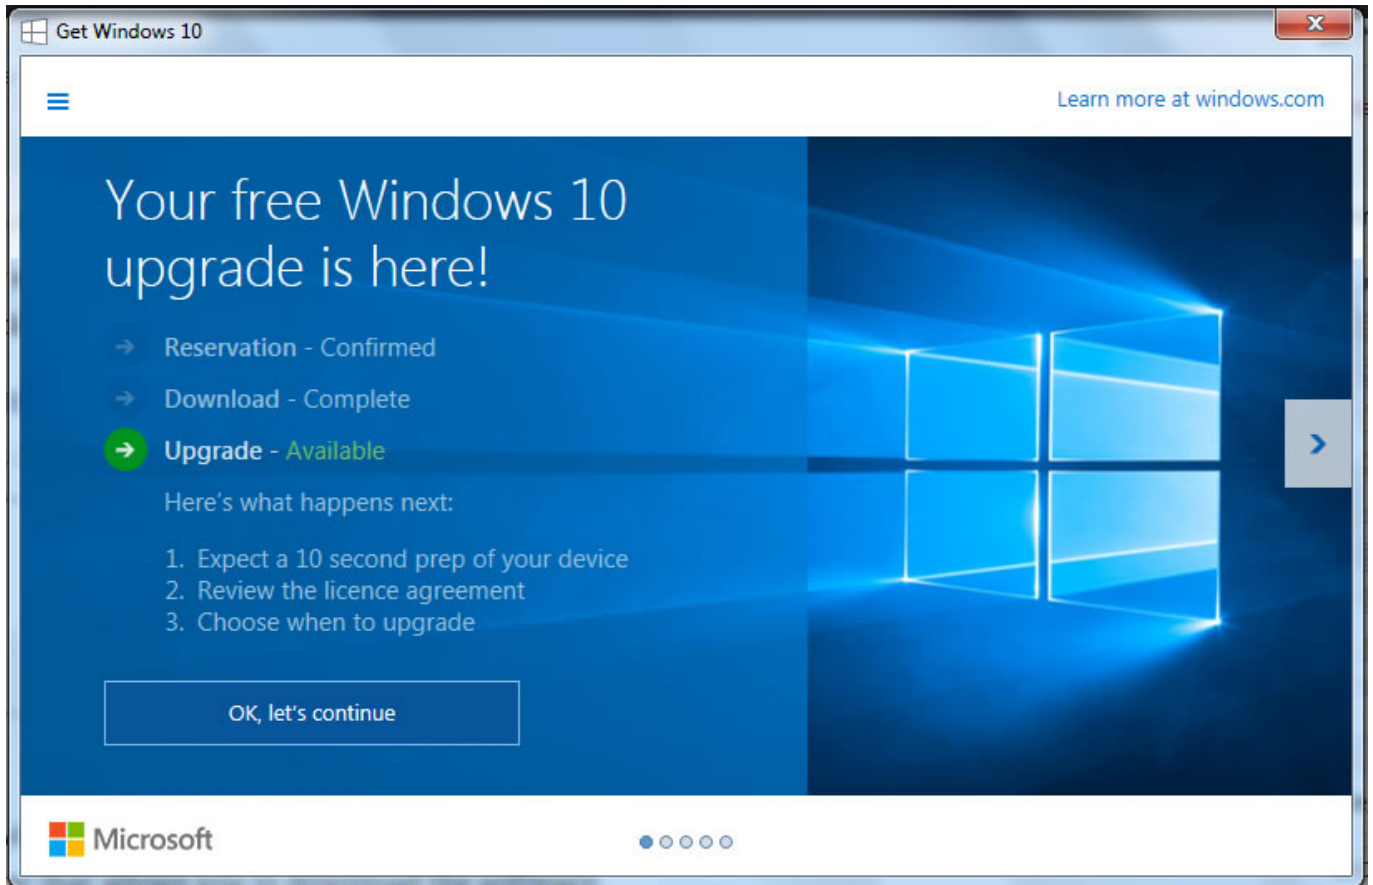 Get Windows 10
Learn more at windows.com
Your free Windows 10
upgrade is here!
Reservation - Confirmed
Download - Complete
Upgrade - Available
Here's what happens next:
1. Expect a 10 second prep of your device
2. Review the licence agreement
3. Choose when to upgrade
OK, let's continue
Microsoft